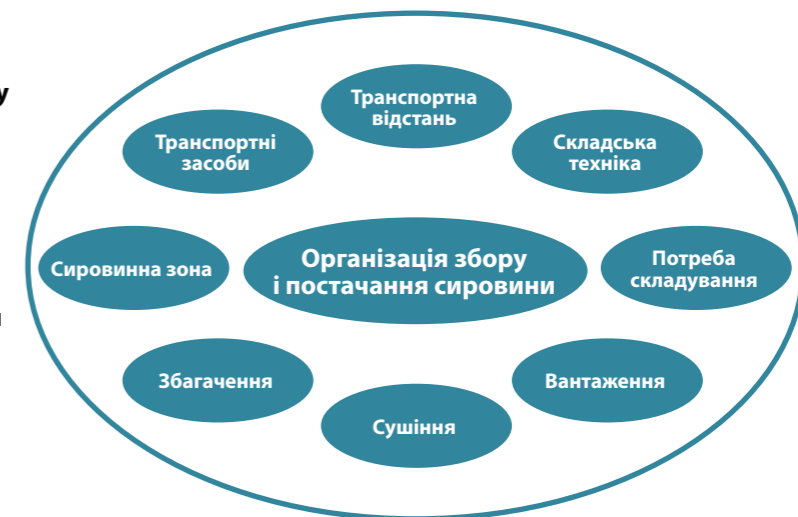 у
Транспортна
відстань
Транспортні
засоби
Складська
техніка
Сировинна зона
Організація збору
і постачання сировини
Потреба
складування
Збагачення
Вантаження
Сушіння